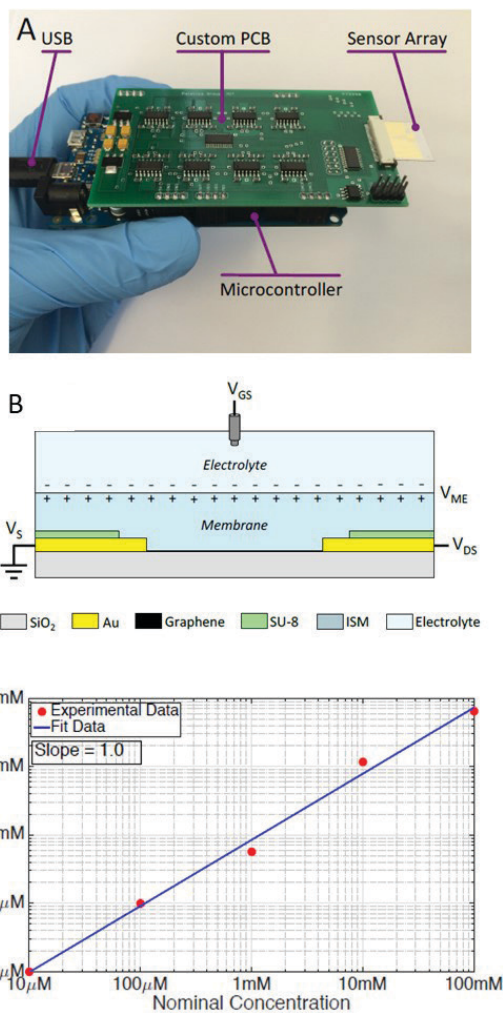 A
USB
Custom PCB
Sensor Array
Microcontroller
B
V_GS
Electrolyte
- - - - - - - - - - - - - - - - - -
+ + + + + + + + + + + + + + + + + +
V_ME
Membrane
V_S
V_DS
SiO₂
Au
Graphene
SU-8
ISM
Electrolyte
mM
Experimental Data
Fit Data
Slope = 1.0
mM
mM
μM
μM
10μM
100μM
1mM
10mM
100mM
Nominal Concentration